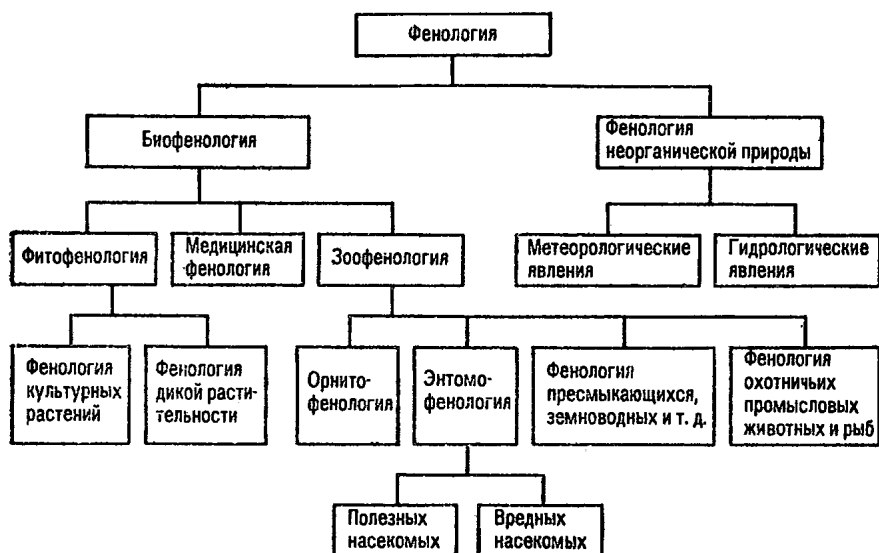 Фенология
Биофенология
Фенология
неорганической природы
Фитофенология
Медицинская
фенология
Зоофенология
Метеорологические
явления
Гидрологические
явления
Фенология
культурных
растений
Фенология
дикой расти-
тельности
Орнито-
фенология
Энтомо-
фенология
Фенология
пресмыкающихся,
земноводных и т. д.
Фенология
охотничьих
промысловых
животных и рыб
Полезных
насекомых
Вредных
насекомых